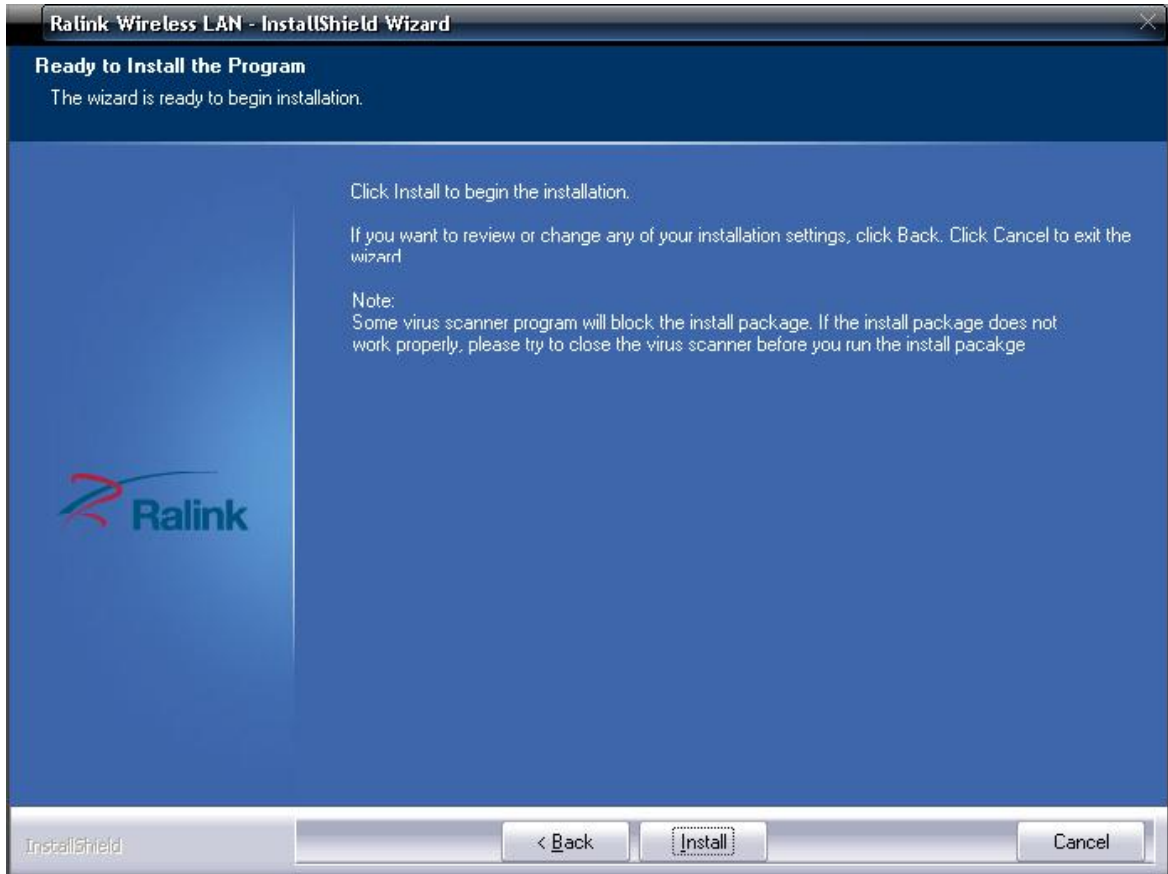 Ralink Wireless LAN - InstallShield Wizard
Ready to Install the Program
The wizard is ready to begin installation.
Click Install to begin the installation.
If you want to review or change any of your installation settings, click Back. Click Cancel to exit the
wizard
Note:
Some virus scanner program will block the install package. If the install package does not
work properly, please try to close the virus scanner before you run the install pacakge
Ralink
InstallShield
< Back
Install
Cancel